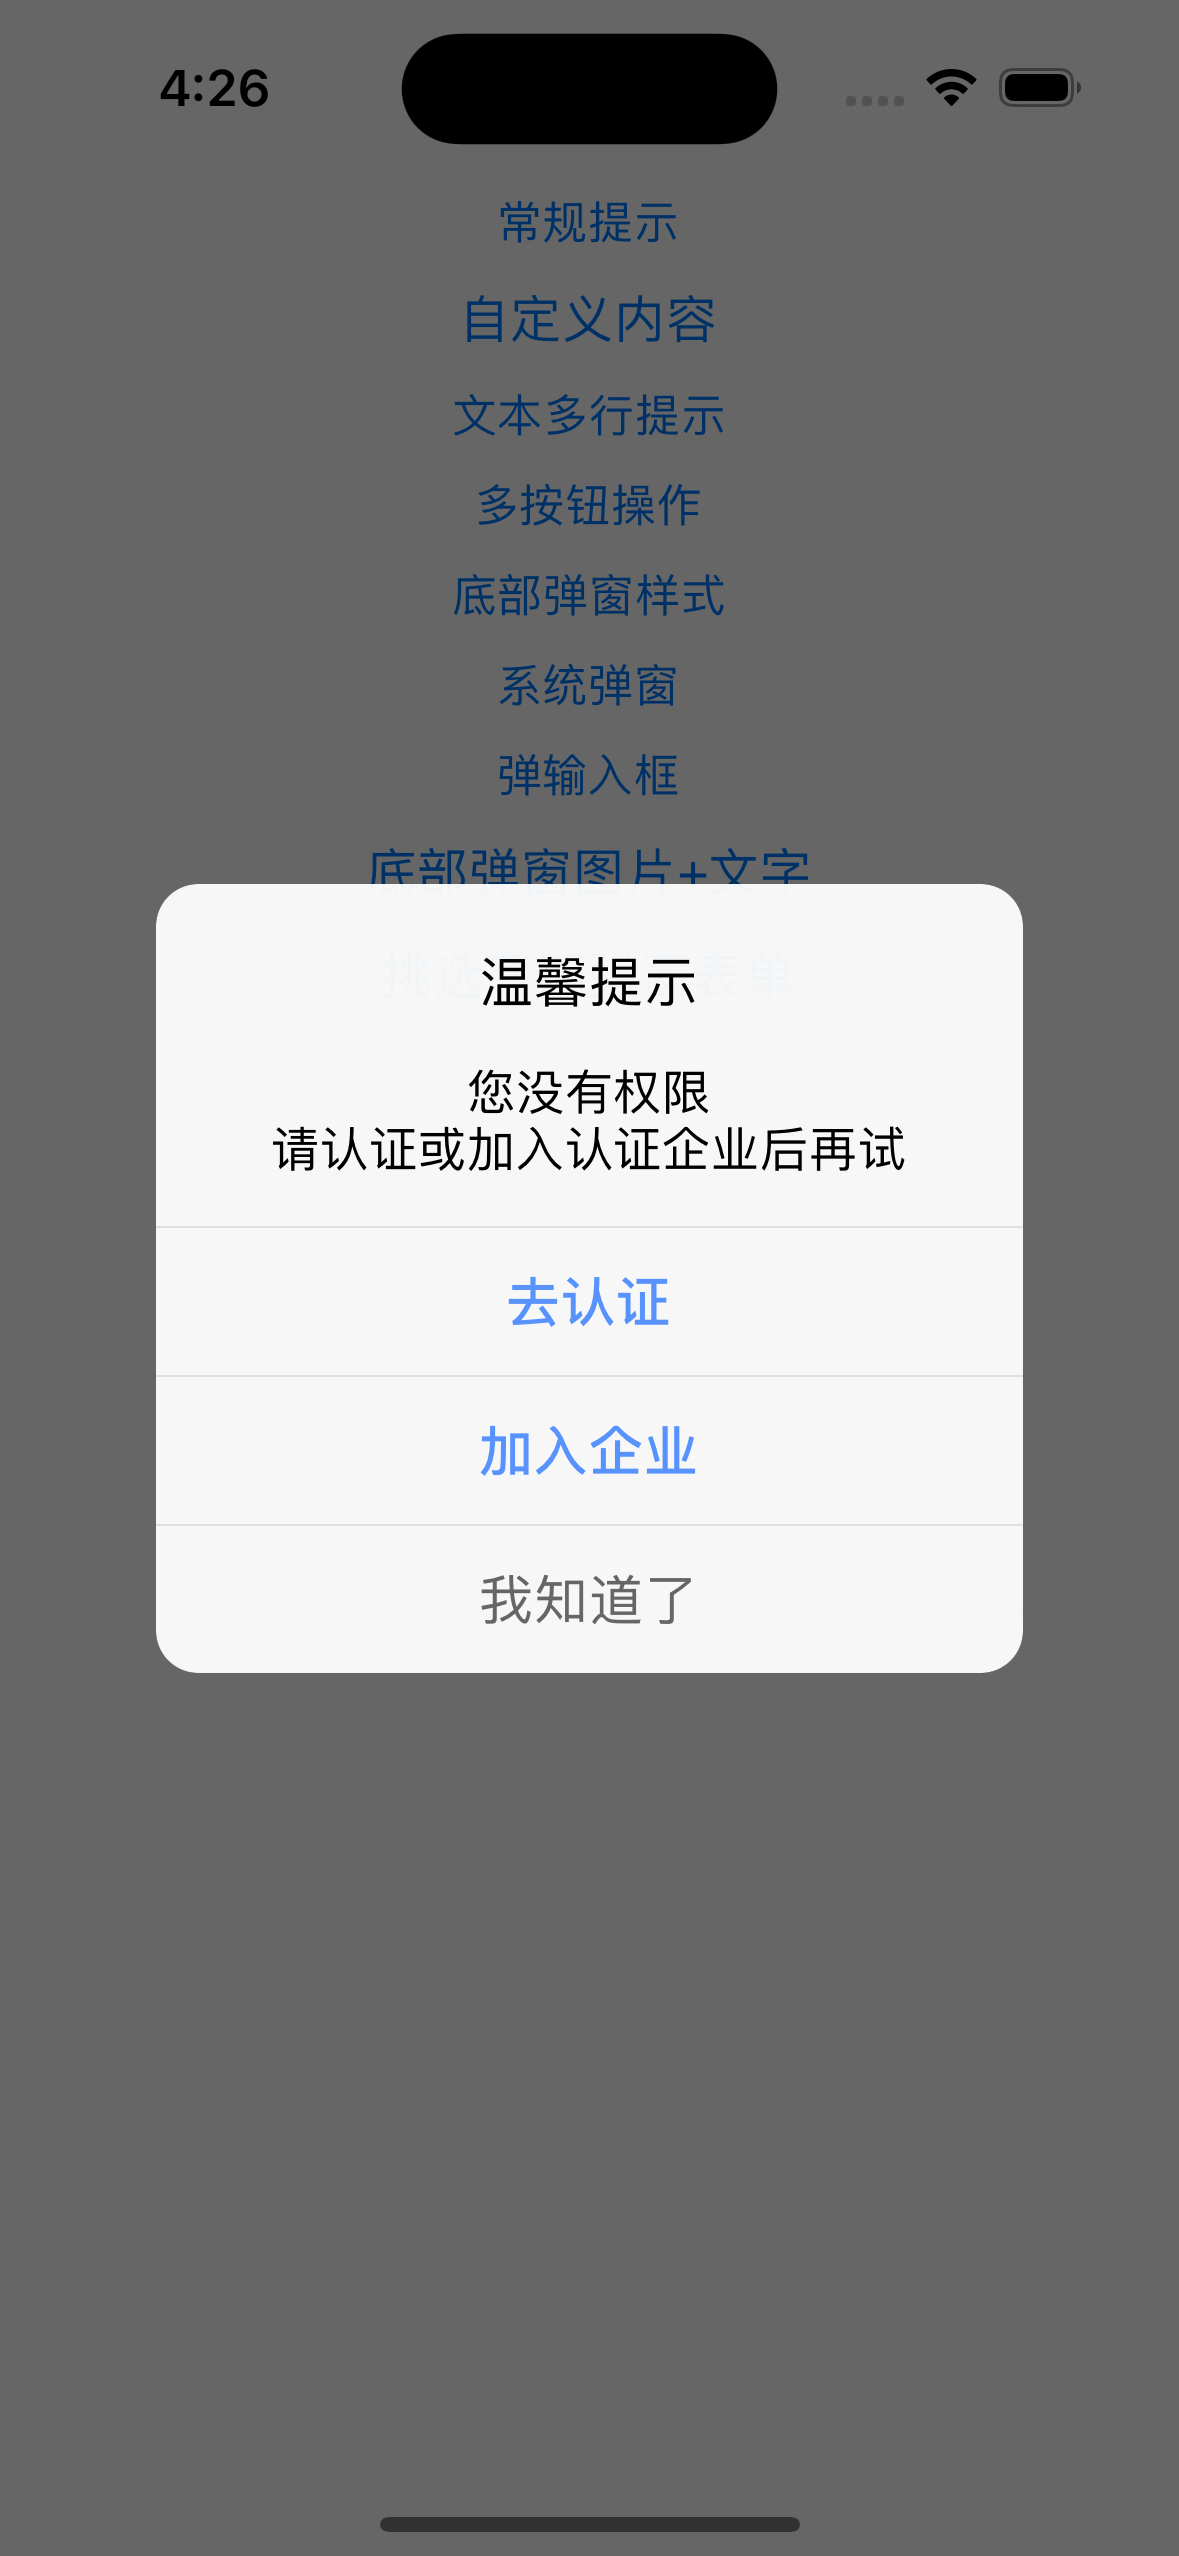 4:26
常规提示
自定义内容
文本多行提示
多按钮操作
底部弹窗样式
系统弹窗
弹输入框
底部弹窗图片+文字
挑选 表单
温馨提示
您没有权限
请认证或加入认证企业后再试
去认证
加入企业
我知道了